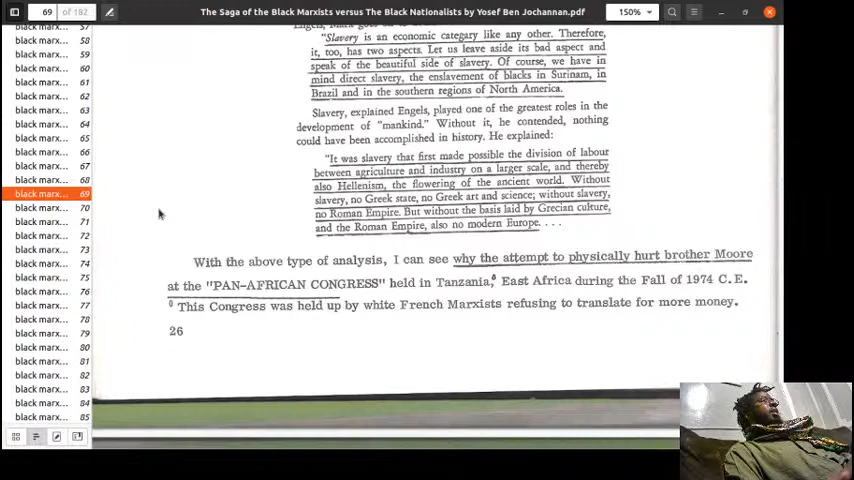 69 of 182
The Saga of the Black Marxists versus The Black Nationalists by Yosef Ben Jochannan.pdf
150%
black marx... 57
black marx... 58
black marx... 59
black marx... 60
black marx... 61
black marx... 62
black marx... 63
black marx... 64
black marx... 65
black marx... 66
black marx... 67
black marx... 68
black marx... 69
black marx... 70
black marx... 71
black marx... 72
black marx... 73
black marx... 74
black marx... 75
black marx... 76
black marx... 77
black marx... 78
black marx... 79
black marx... 80
black marx... 81
black marx... 82
black marx... 83
black marx... 84
black marx... 85
Engels,
"Slavery is an economic category like any other. Therefore,
it, too, has two aspects. Let us leave aside its bad aspect and
speak of the beautiful side of slavery. Of course, we have in
mind direct slavery, the enslavement of blacks in Surinam, in
Brazil and in the southern regions of North America.
Slavery, explained Engels, played one of the greatest roles in the
development of "mankind." Without it, he contended, nothing
could have been accomplished in history. He explained:
"It was slavery that first made possible the division of labour
between agriculture and industry on a larger scale, and thereby
also Hellenism, the flowering of the ancient world. Without
slavery, no Greek state, no Greek art and science; without slavery,
no Roman Empire. But without the basis laid by Grecian culture,
and the Roman Empire, also no modern Europe. . . .
With the above type of analysis, I can see why the attempt to physically hurt brother Moore
at the "PAN-AFRICAN CONGRESS" held in Tanzania, East Africa during the Fall of 1974 C.E.
This Congress was held up by white French Marxists refusing to translate for more money.
26